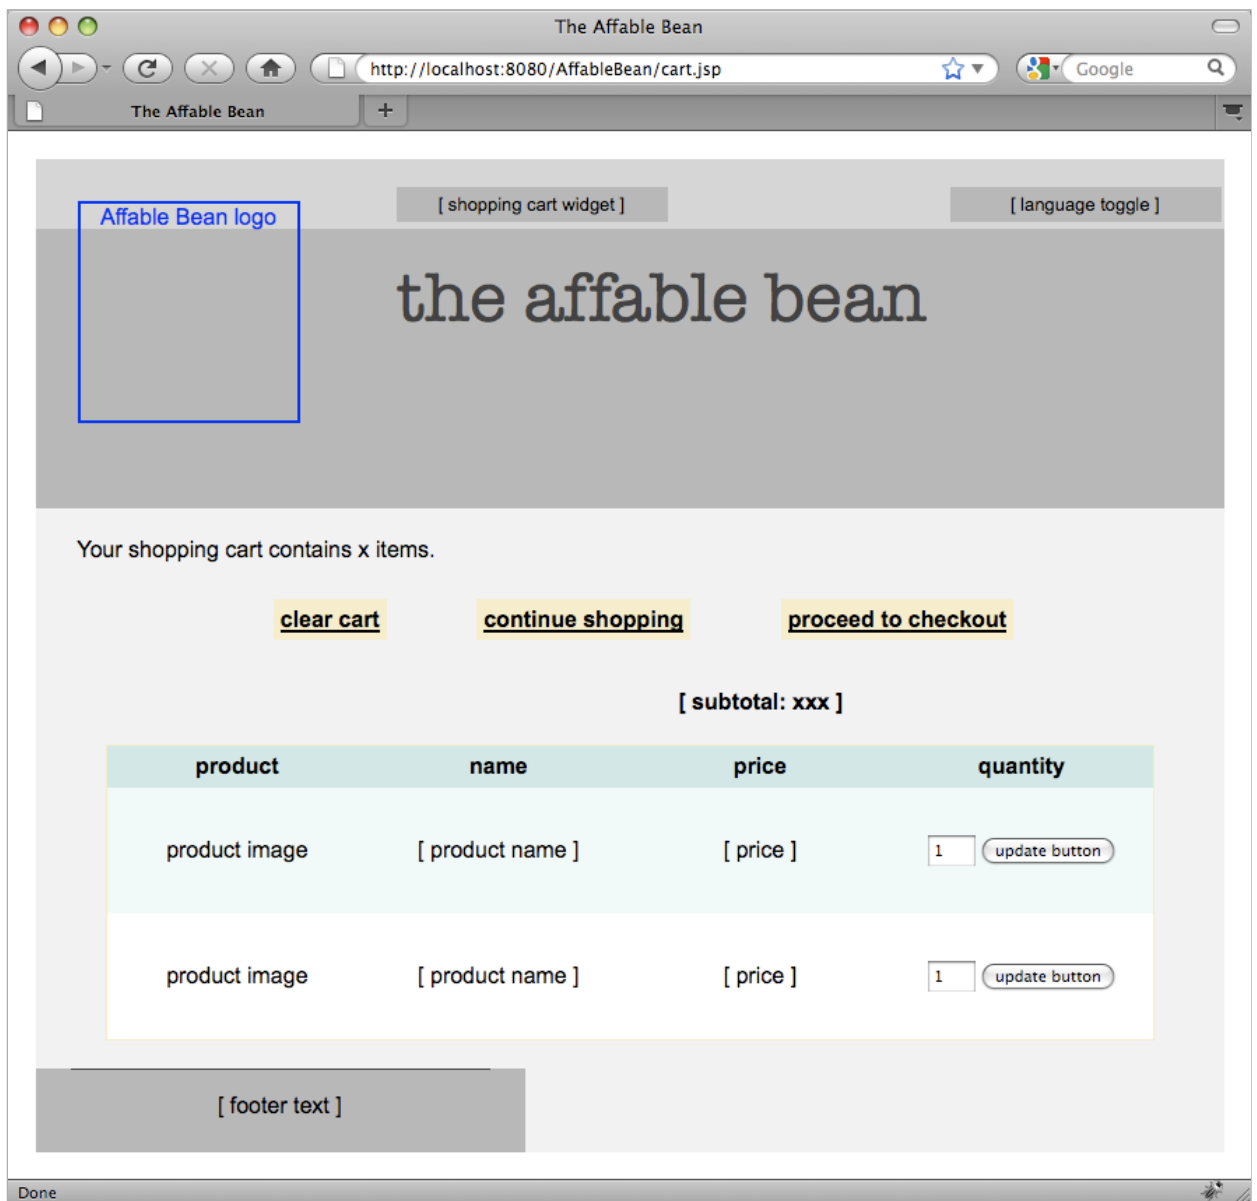 The Affable Bean
http://localhost:8080/AffableBean/cart.jsp
Google
The Affable Bean
[ shopping cart widget ]
[ language toggle ]
Affable Bean logo
the affable bean
Your shopping cart contains x items.
clear cart continue shopping proceed to checkout
[ subtotal: xxx ]
product name price quantity
product image [ product name ] [ price ] 1 update button
product image [ product name ] [ price ] 1 update button
[ footer text ]
Done